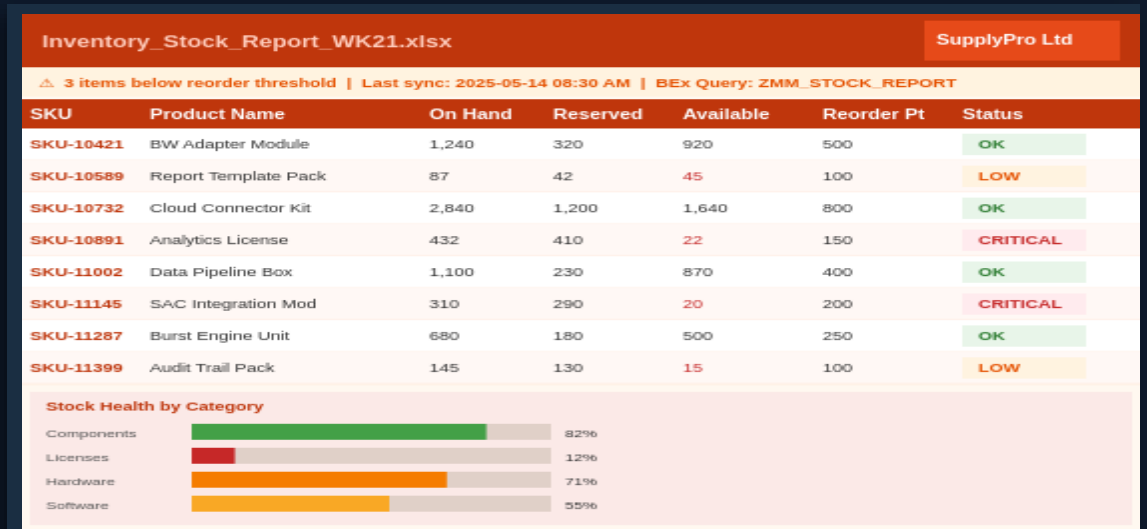 Inventory_Stock_Report_WK21.xlsx SupplyPro Ltd
⚠ 3 items below reorder threshold | Last sync: 2025-05-14 08:30 AM | BEx Query: ZMM_STOCK_REPORT
SKU Product Name On Hand Reserved Available Reorder Pt Status
SKU-10421 BW Adapter Module 1,240 320 920 500 OK
SKU-10589 Report Template Pack 87 42 45 100 LOW
SKU-10732 Cloud Connector Kit 2,840 1,200 1,640 800 OK
SKU-10891 Analytics License 432 410 22 150 CRITICAL
SKU-11002 Data Pipeline Box 1,100 230 870 400 OK
SKU-11145 SAC Integration Mod 310 290 20 200 CRITICAL
SKU-11287 Burst Engine Unit 680 180 500 250 OK
SKU-11399 Audit Trail Pack 145 130 15 100 LOW
Stock Health by Category
Components 82%
Licenses 12%
Hardware 71%
Software 55%